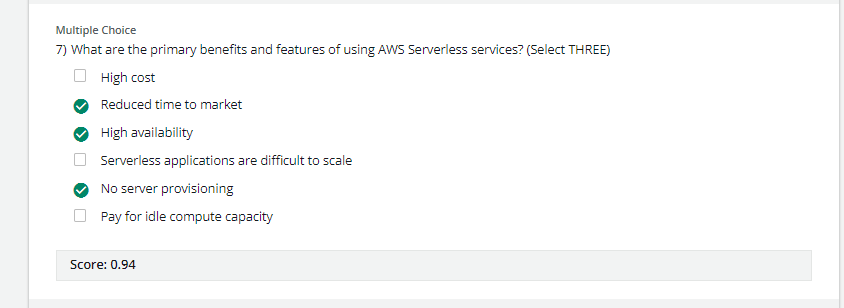 Multiple Choice
7) What are the primary benefits and features of using AWS Serverless services? (Select THREE)
High cost
Reduced time to market
High availability
Serverless applications are difficult to scale
No server provisioning
Pay for idle compute capacity
Score: 0.94